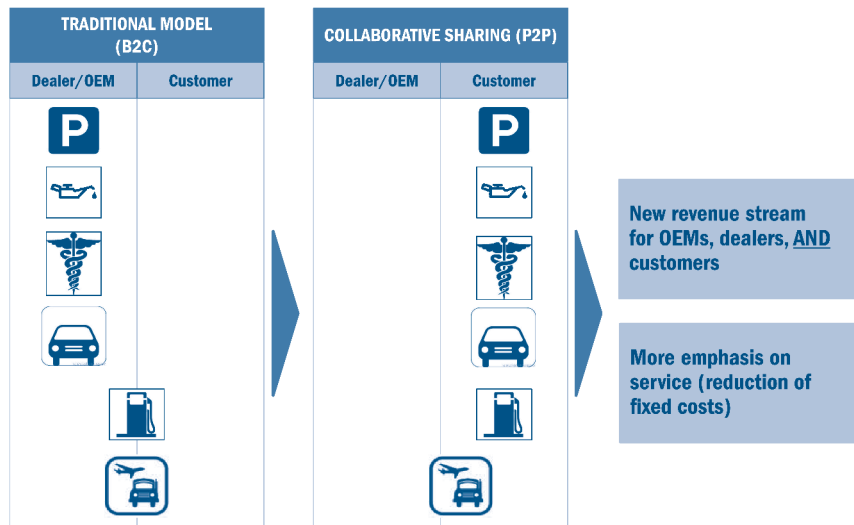 TRADITIONAL MODEL
(B2C)
Dealer/OEM
Customer
P
COLLABORATIVE SHARING (P2P)
Dealer/OEM
Customer
P
New revenue stream
for OEMs, dealers, AND
customers
More emphasis on
service (reduction of
fixed costs)